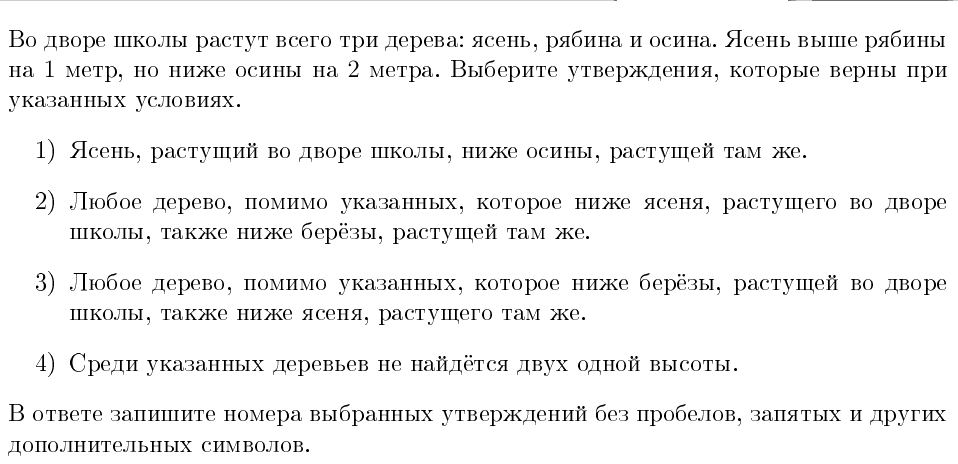 Во дворе школы растут всего три дерева: ясень, рябина и осина. Ясень выше рябины
на 1 метр, но ниже осины на 2 метра. Выберите утверждения, которые верны при
указанных условиях.
1) Ясень, растущий во дворе школы, ниже осины, растущей там же.
2) Любое дерево, помимо указанных, которое ниже ясеня, растущего во дворе
школы, также ниже берёзы, растущей там же.
3) Любое дерево, помимо указанных, которое ниже берёзы, растущей во дворе
школы, также ниже ясеня, растущего там же.
4) Среди указанных деревьев не найдётся двух одной высоты.
В ответе запишите номера выбранных утверждений без пробелов, запятых и других
дополнительных символов.